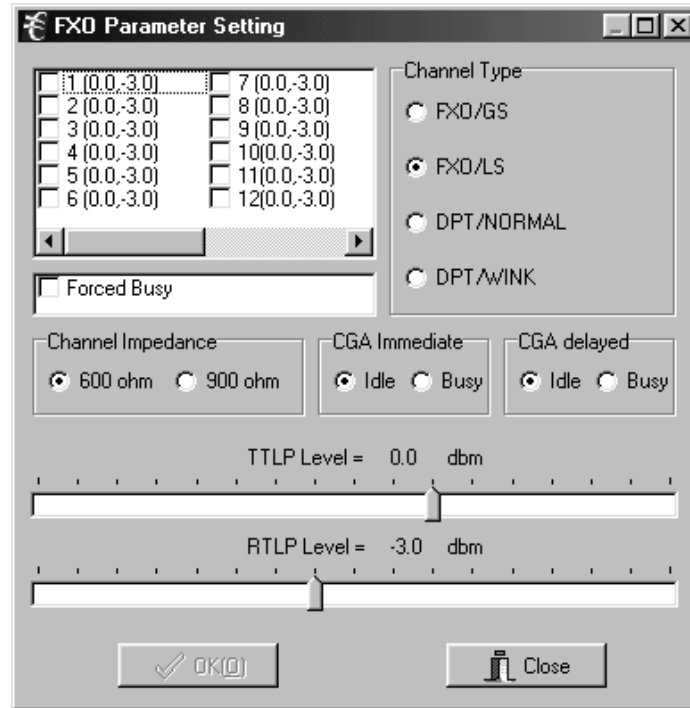 FXO Parameter Setting
1 (0.0,-3.0)
2 (0.0,-3.0)
3 (0.0,-3.0)
4 (0.0,-3.0)
5 (0.0,-3.0)
6 (0.0,-3.0)
7 (0.0,-3.0)
8 (0.0,-3.0)
9 (0.0,-3.0)
10(0.0,-3.0)
11(0.0,-3.0)
12(0.0,-3.0)
Forced Busy
Channel Type
FXO/GS
FXO/LS
DPT/NORMAL
DPT/WINK
Channel Impedance
600 ohm 900 ohm
CGA Immediate
Idle Busy
CGA delayed
Idle Busy
TTLP Level = 0.0 dbm
RTLP Level = -3.0 dbm
OK(O)
Close